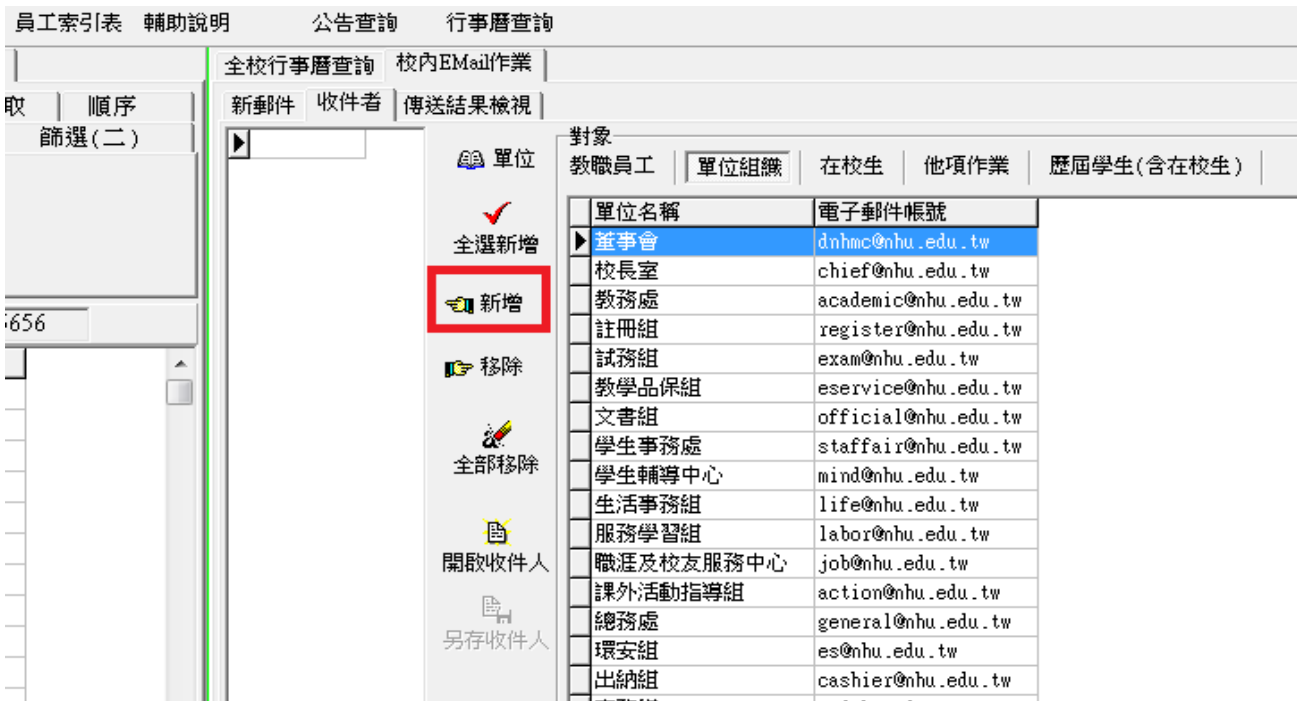 員工索引表 輔助說明 公告查詢 行事曆查詢
全校行事曆查詢 校內EMail作業
取 順序 新郵件 收件者 傳送結果檢視
篩選(二)
對象
單位 教職員工 單位組織 在校生 他項作業 歷屆學生(含在校生)
單位名稱 電子郵件帳號
全選新增 董事會 dnhmc@nhu.edu.tw
校長室 chief@nhu.edu.tw
新增 教務處 academic@nhu.edu.tw
5656 註冊組 register@nhu.edu.tw
移除 試務組 exam@nhu.edu.tw
教學品保組 eservice@nhu.edu.tw
文書組 official@nhu.edu.tw
學生事務處 staffair@nhu.edu.tw
全部移除 學生輔導中心 mind@nhu.edu.tw
生活事務組 life@nhu.edu.tw
服務學習組 labor@nhu.edu.tw
開啟收件人 職涯及校友服務中心 job@nhu.edu.tw
課外活動指導組 action@nhu.edu.tw
總務處 general@nhu.edu.tw
另存收件人 環安組 es@nhu.edu.tw
出納組 cashier@nhu.edu.tw